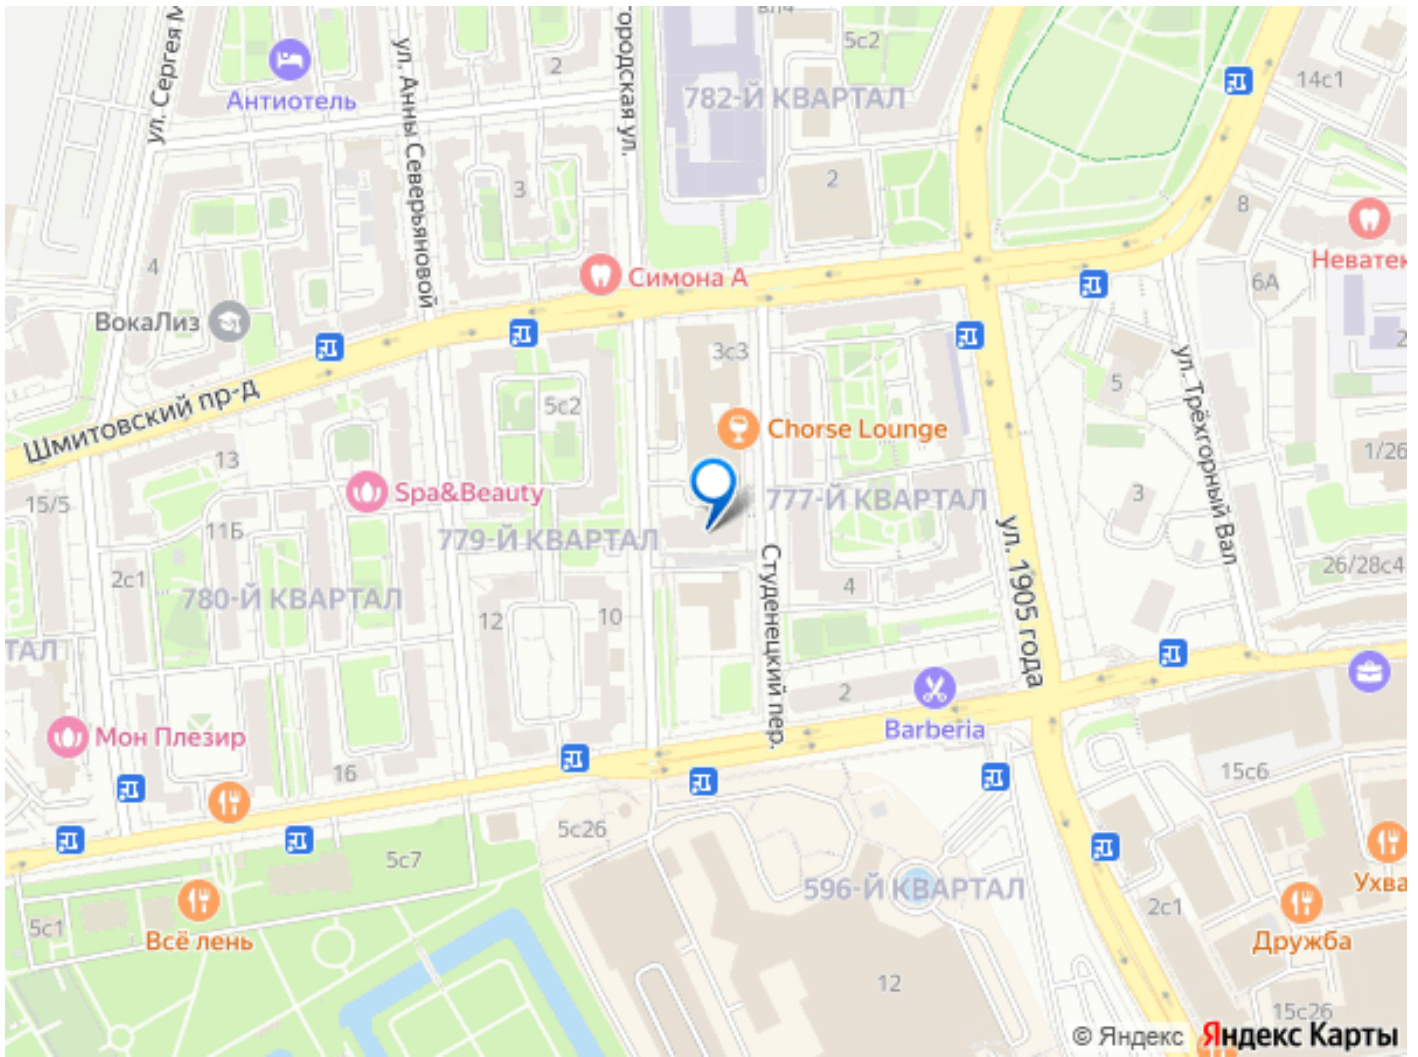 ул. Сергея М
ул. Анны Северьяновой
городская ул.
5с2
14с1
2
782-Й КВАРТАЛ
Антиотель
3
2
8
4
Симона А
Неватек
6А
ВокаЛиз
3с3
2
5
ул. Трёхгорный Вал
Шмитовский пр-д
5с2
Chorse Lounge
13
1/26
15/5
Spa&Beauty
777-Й КВАРТАЛ
3
11Б
779-Й КВАРТАЛ
ул. 1905 года
Студенецкий пер.
2с1
780-Й КВАРТАЛ
26/28с4
4
12
10
ТАЛ
2
Barberia
Мон Плезир
16
15с6
5с26
5с7
596-Й КВАРТАЛ
Ухва
5с1
Всё лень
2с1
Дружба
12
15с26
© Яндекс Яндекс Карты